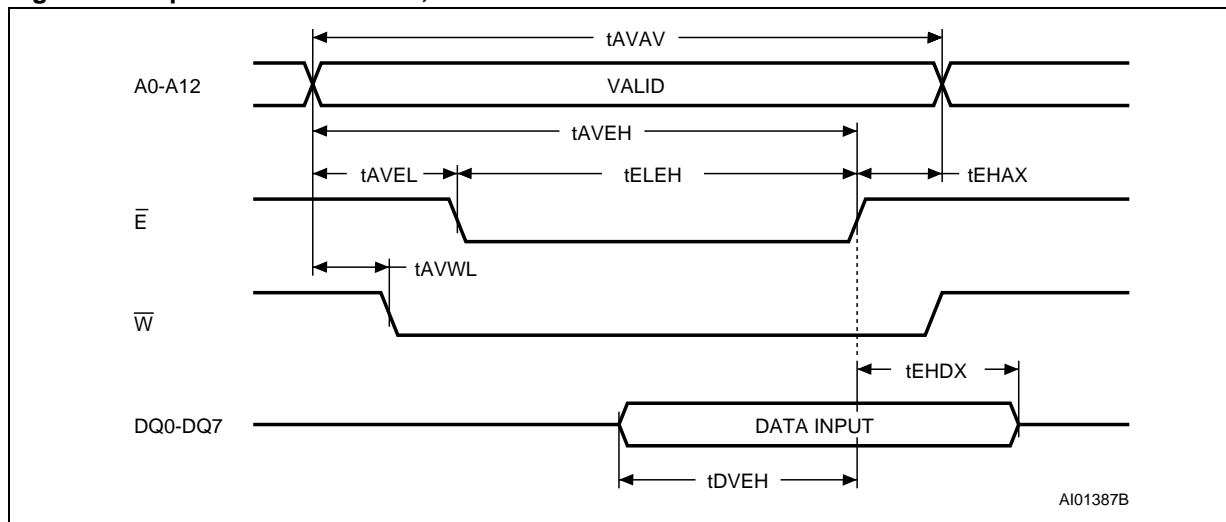 tAVAV
A0-A12
VALID
tAVEH
tAVEL
tELEH
tEHAX
E
tAVWL
W
tEHDX
DQ0-DQ7
DATA INPUT
tDVEH
AI01387B